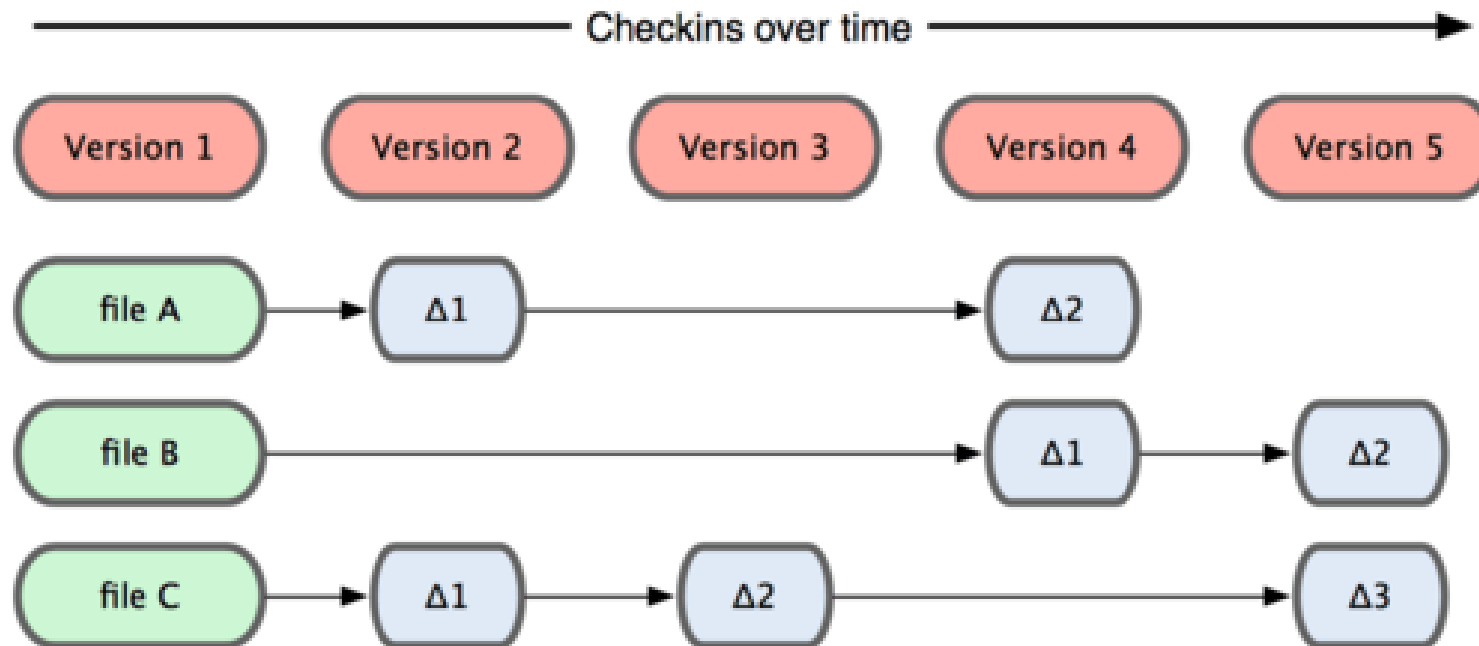 Checkins over time
Version 1 Version 2 Version 3 Version 4 Version 5
file A Δ1 Δ2
file B Δ1 Δ2
file C Δ1 Δ2 Δ3